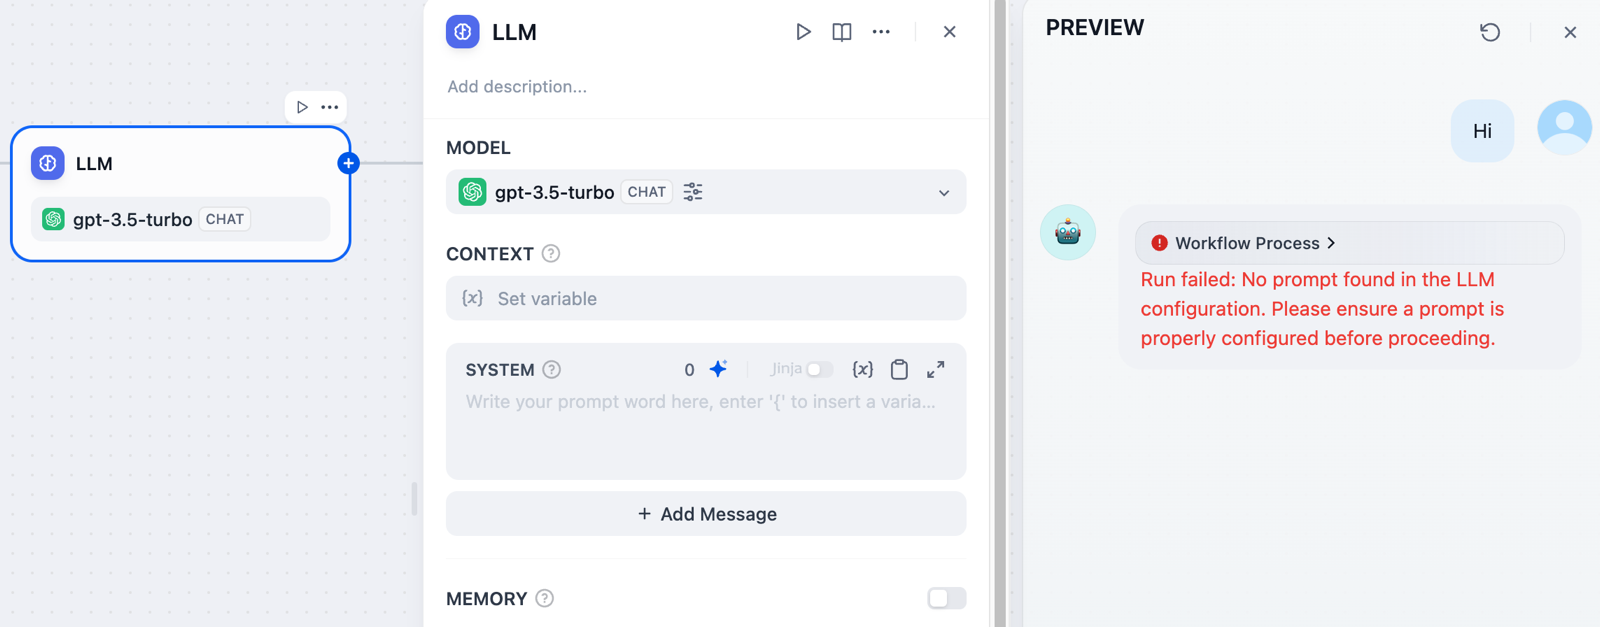 LLM
gpt-3.5-turbo CHAT
LLM
Add description...
MODEL
gpt-3.5-turbo CHAT
CONTEXT
{x} Set variable
SYSTEM 0 Jinja {x}
Write your prompt word here, enter '{' to insert a varia...
+ Add Message
MEMORY
PREVIEW
Hi
Workflow Process >
Run failed: No prompt found in the LLM
configuration. Please ensure a prompt is
properly configured before proceeding.